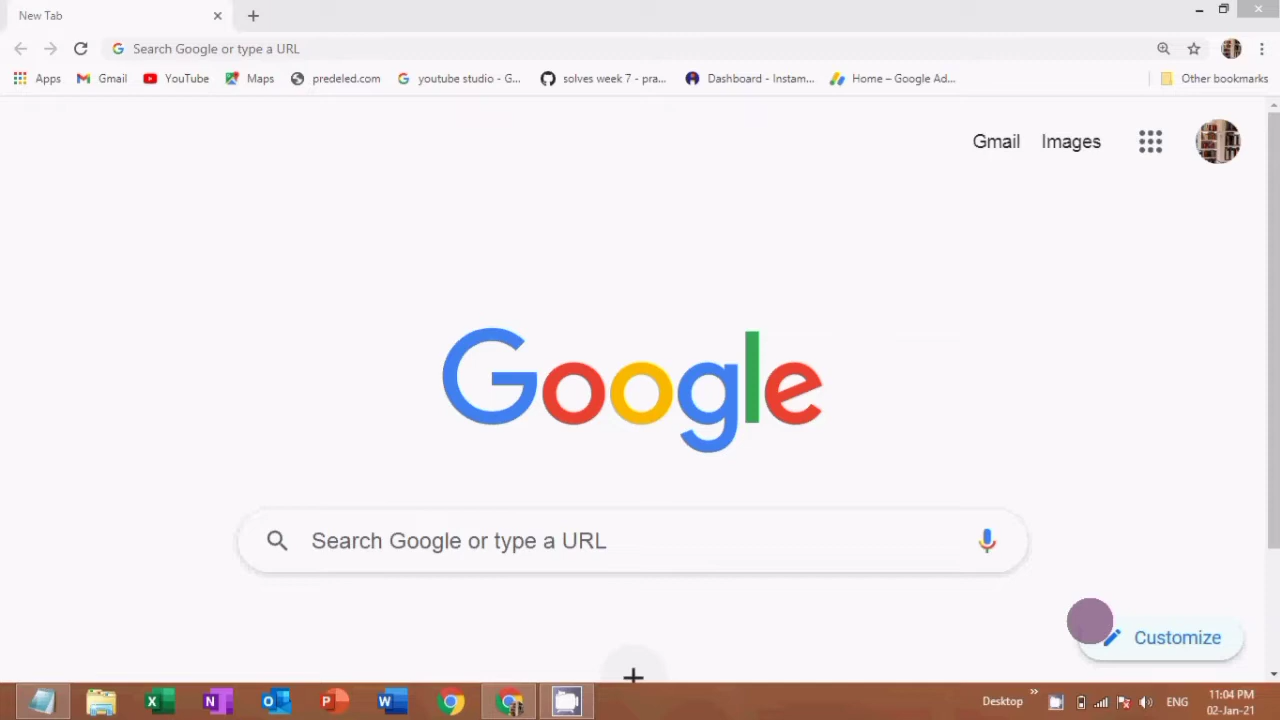 New Tab
Search Google or type a URL
Apps Gmail YouTube Maps predeled.com youtube studio - G... solves week 7 - pra... Dashboard - Instam... Home – Google Ad... Other bookmarks
Gmail Images
Google
Search Google or type a URL
Customize
Desktop ENG 11:04 PM
02-Jan-21